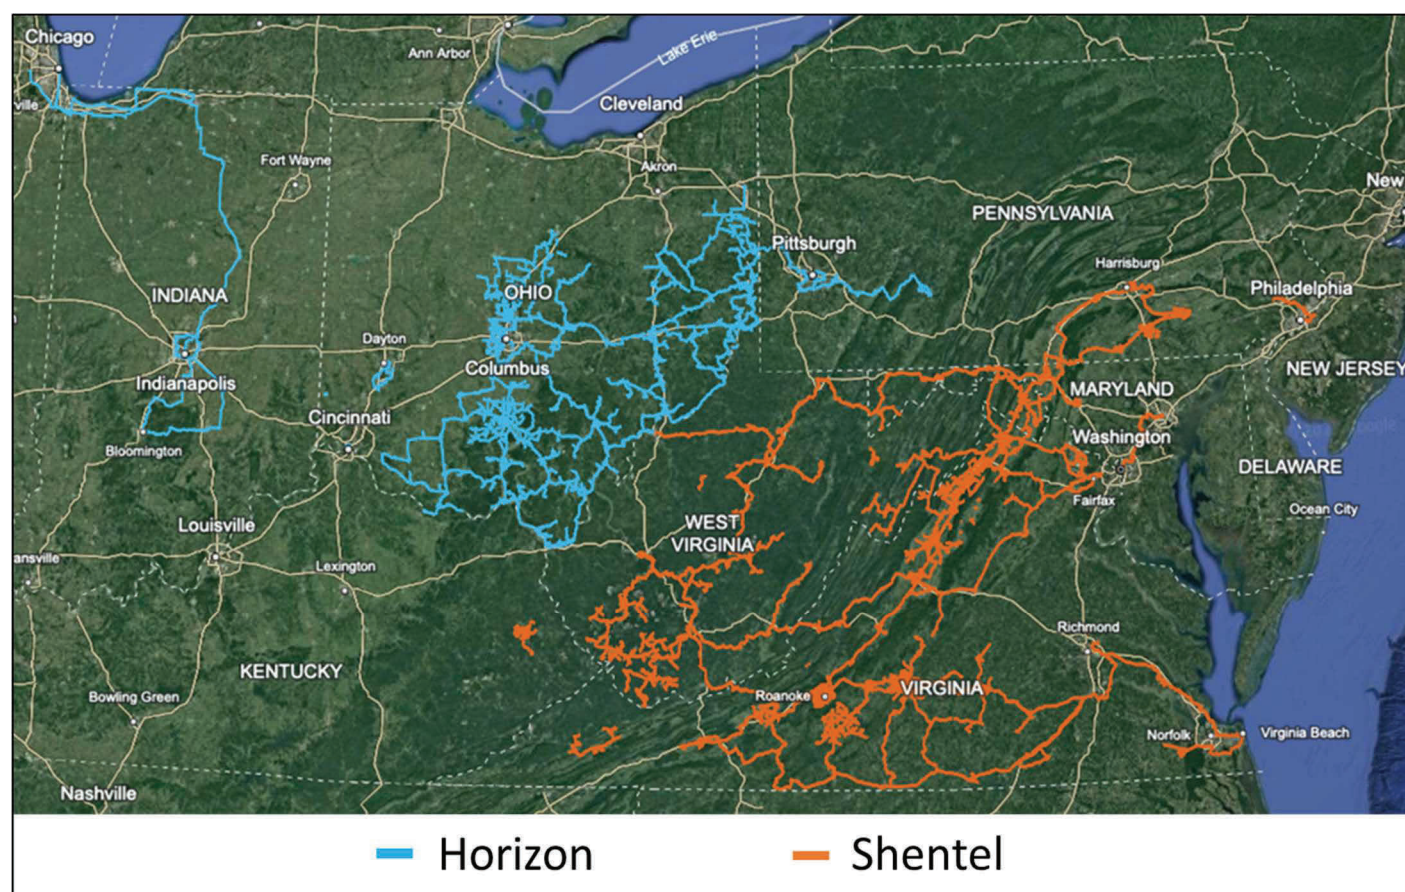 Chicago
Ann Arbor
Lake Erie
ville
Cleveland
Fort Wayne
Akron
New
PENNSYLVANIA
Pittsburgh
Harrisburg
INDIANA
OHIO
Philadelphia
Dayton
Columbus
NEW JERSEY
Indianapolis
MARYLAND
Cincinnati
Bloomington
Washington
DELAWARE
Fairfax
Ocean City
Louisville
WEST
VIRGINIA
ansville
Lexington
Richmond
KENTUCKY
Bowling Green
Roanoke
VIRGINIA
Norfolk
Virginia Beach
Nashville
Horizon
Shentel